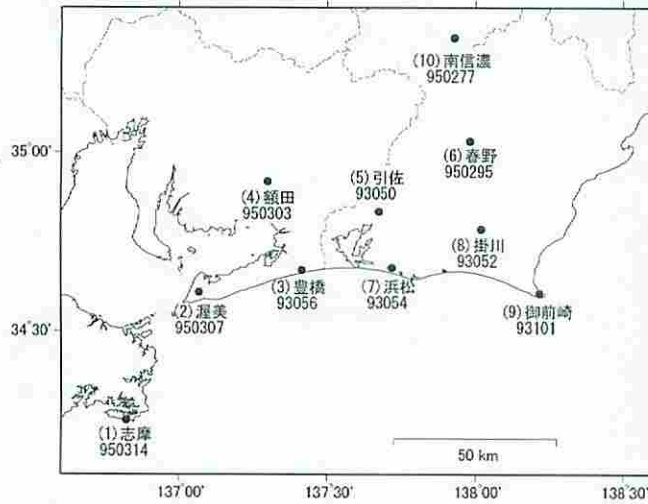 (10)南信濃
950277
35°00'
(6)春野
950295
(5)引佐
93050
(4)額田
950303
(8)掛川
93052
(2)渥美
950307
(3)豊橋
93056
(7)浜松
93054
(9)御前崎
93101
34°30'
(1)志摩
950314
50 km
137°00'
137°30'
138°00'
138°30'